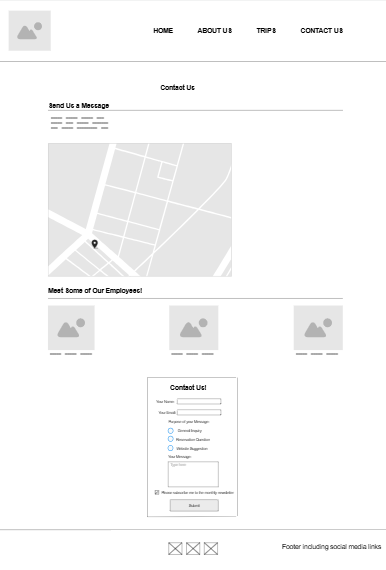 HOME ABOUT US TRIPS CONTACT US
Contact Us
Send Us a Message
Meet Some of Our Employees!
Contact Us!
Your Name:
Your Email:
Purpose of your Message:
General Inquiry
Reservation Question
Website Suggestion
Your Message:
Type here
Please subscribe me to the monthly newsletter
Submit
Footer including social media links